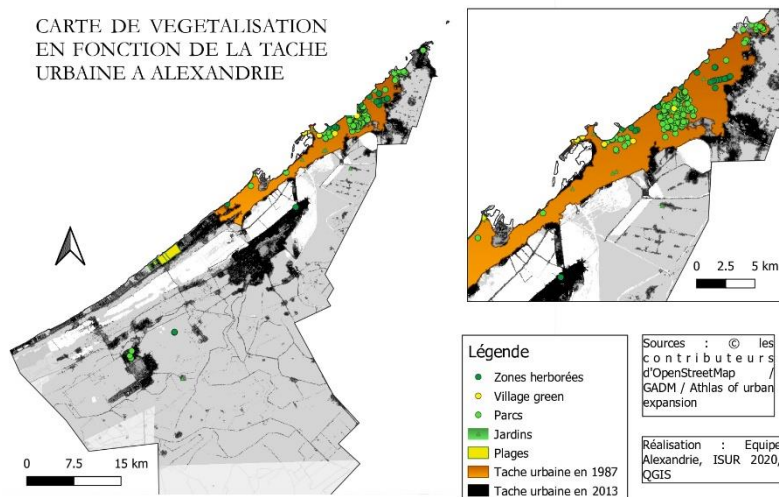 CARTE DE VEGETALISATION
EN FONCTION DE LA TACHE
URBAINE A ALEXANDRIE
0 7.5 15 km
0 2.5 5 km
Légende
Zones herborées
Village green
Parcs
Jardins
Plages
Tache urbaine en 1987
Tache urbaine en 2013
Sources : © les
contributeurs
d'OpenStreetMap /
GADM / Athlas of urban
expansion
Réalisation : Equipe
Alexandrie, ISUR 2020,
QGIS